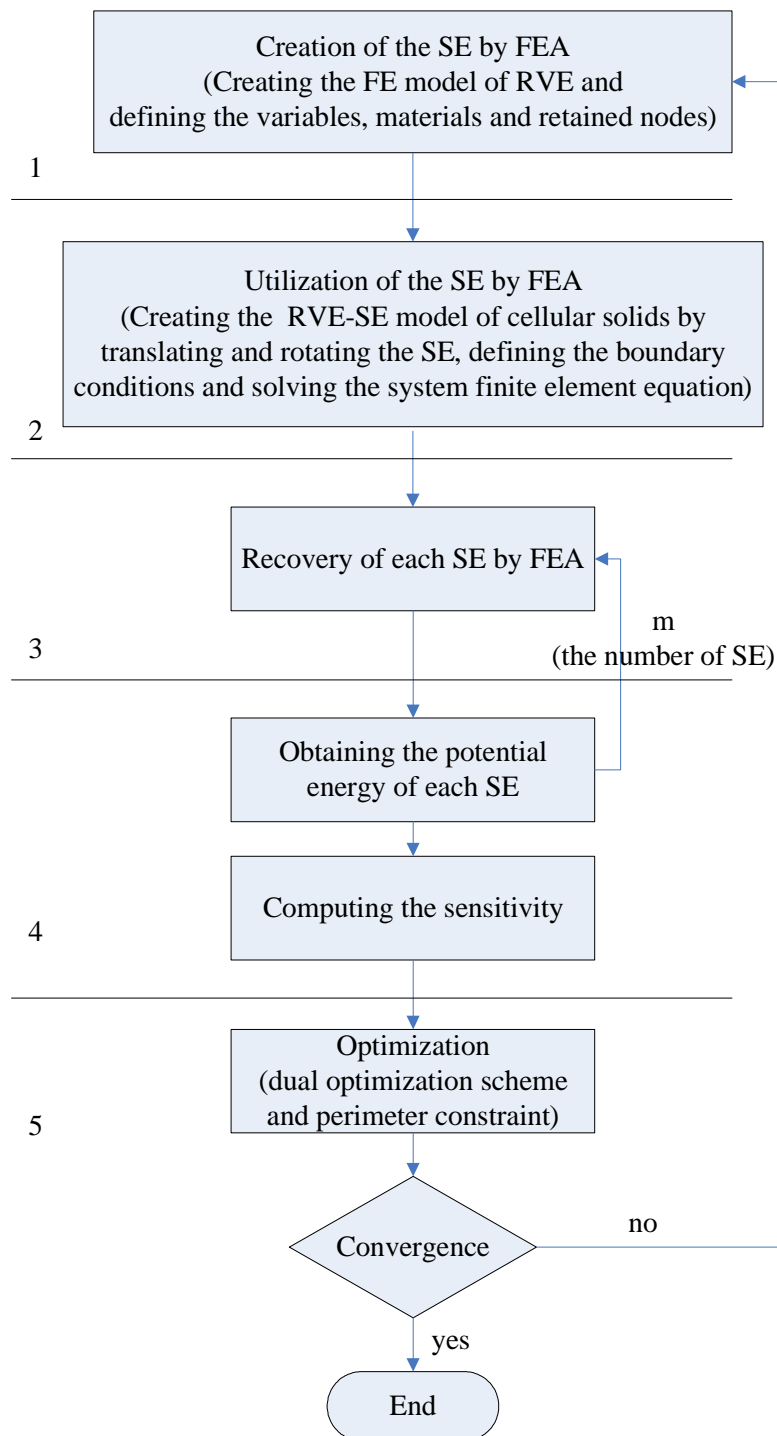 Creation of the SE by FEA
(Creating the FE model of RVE and
defining the variables, materials and retained nodes)
1
Utilization of the SE by FEA
(Creating the RVE-SE model of cellular solids by
translating and rotating the SE, defining the boundary
conditions and solving the system finite element equation)
2
Recovery of each SE by FEA
m
(the number of SE)
3
Obtaining the potential
energy of each SE
Computing the sensitivity
4
Optimization
(dual optimization scheme
and perimeter constraint)
5
Convergence
no
yes
End